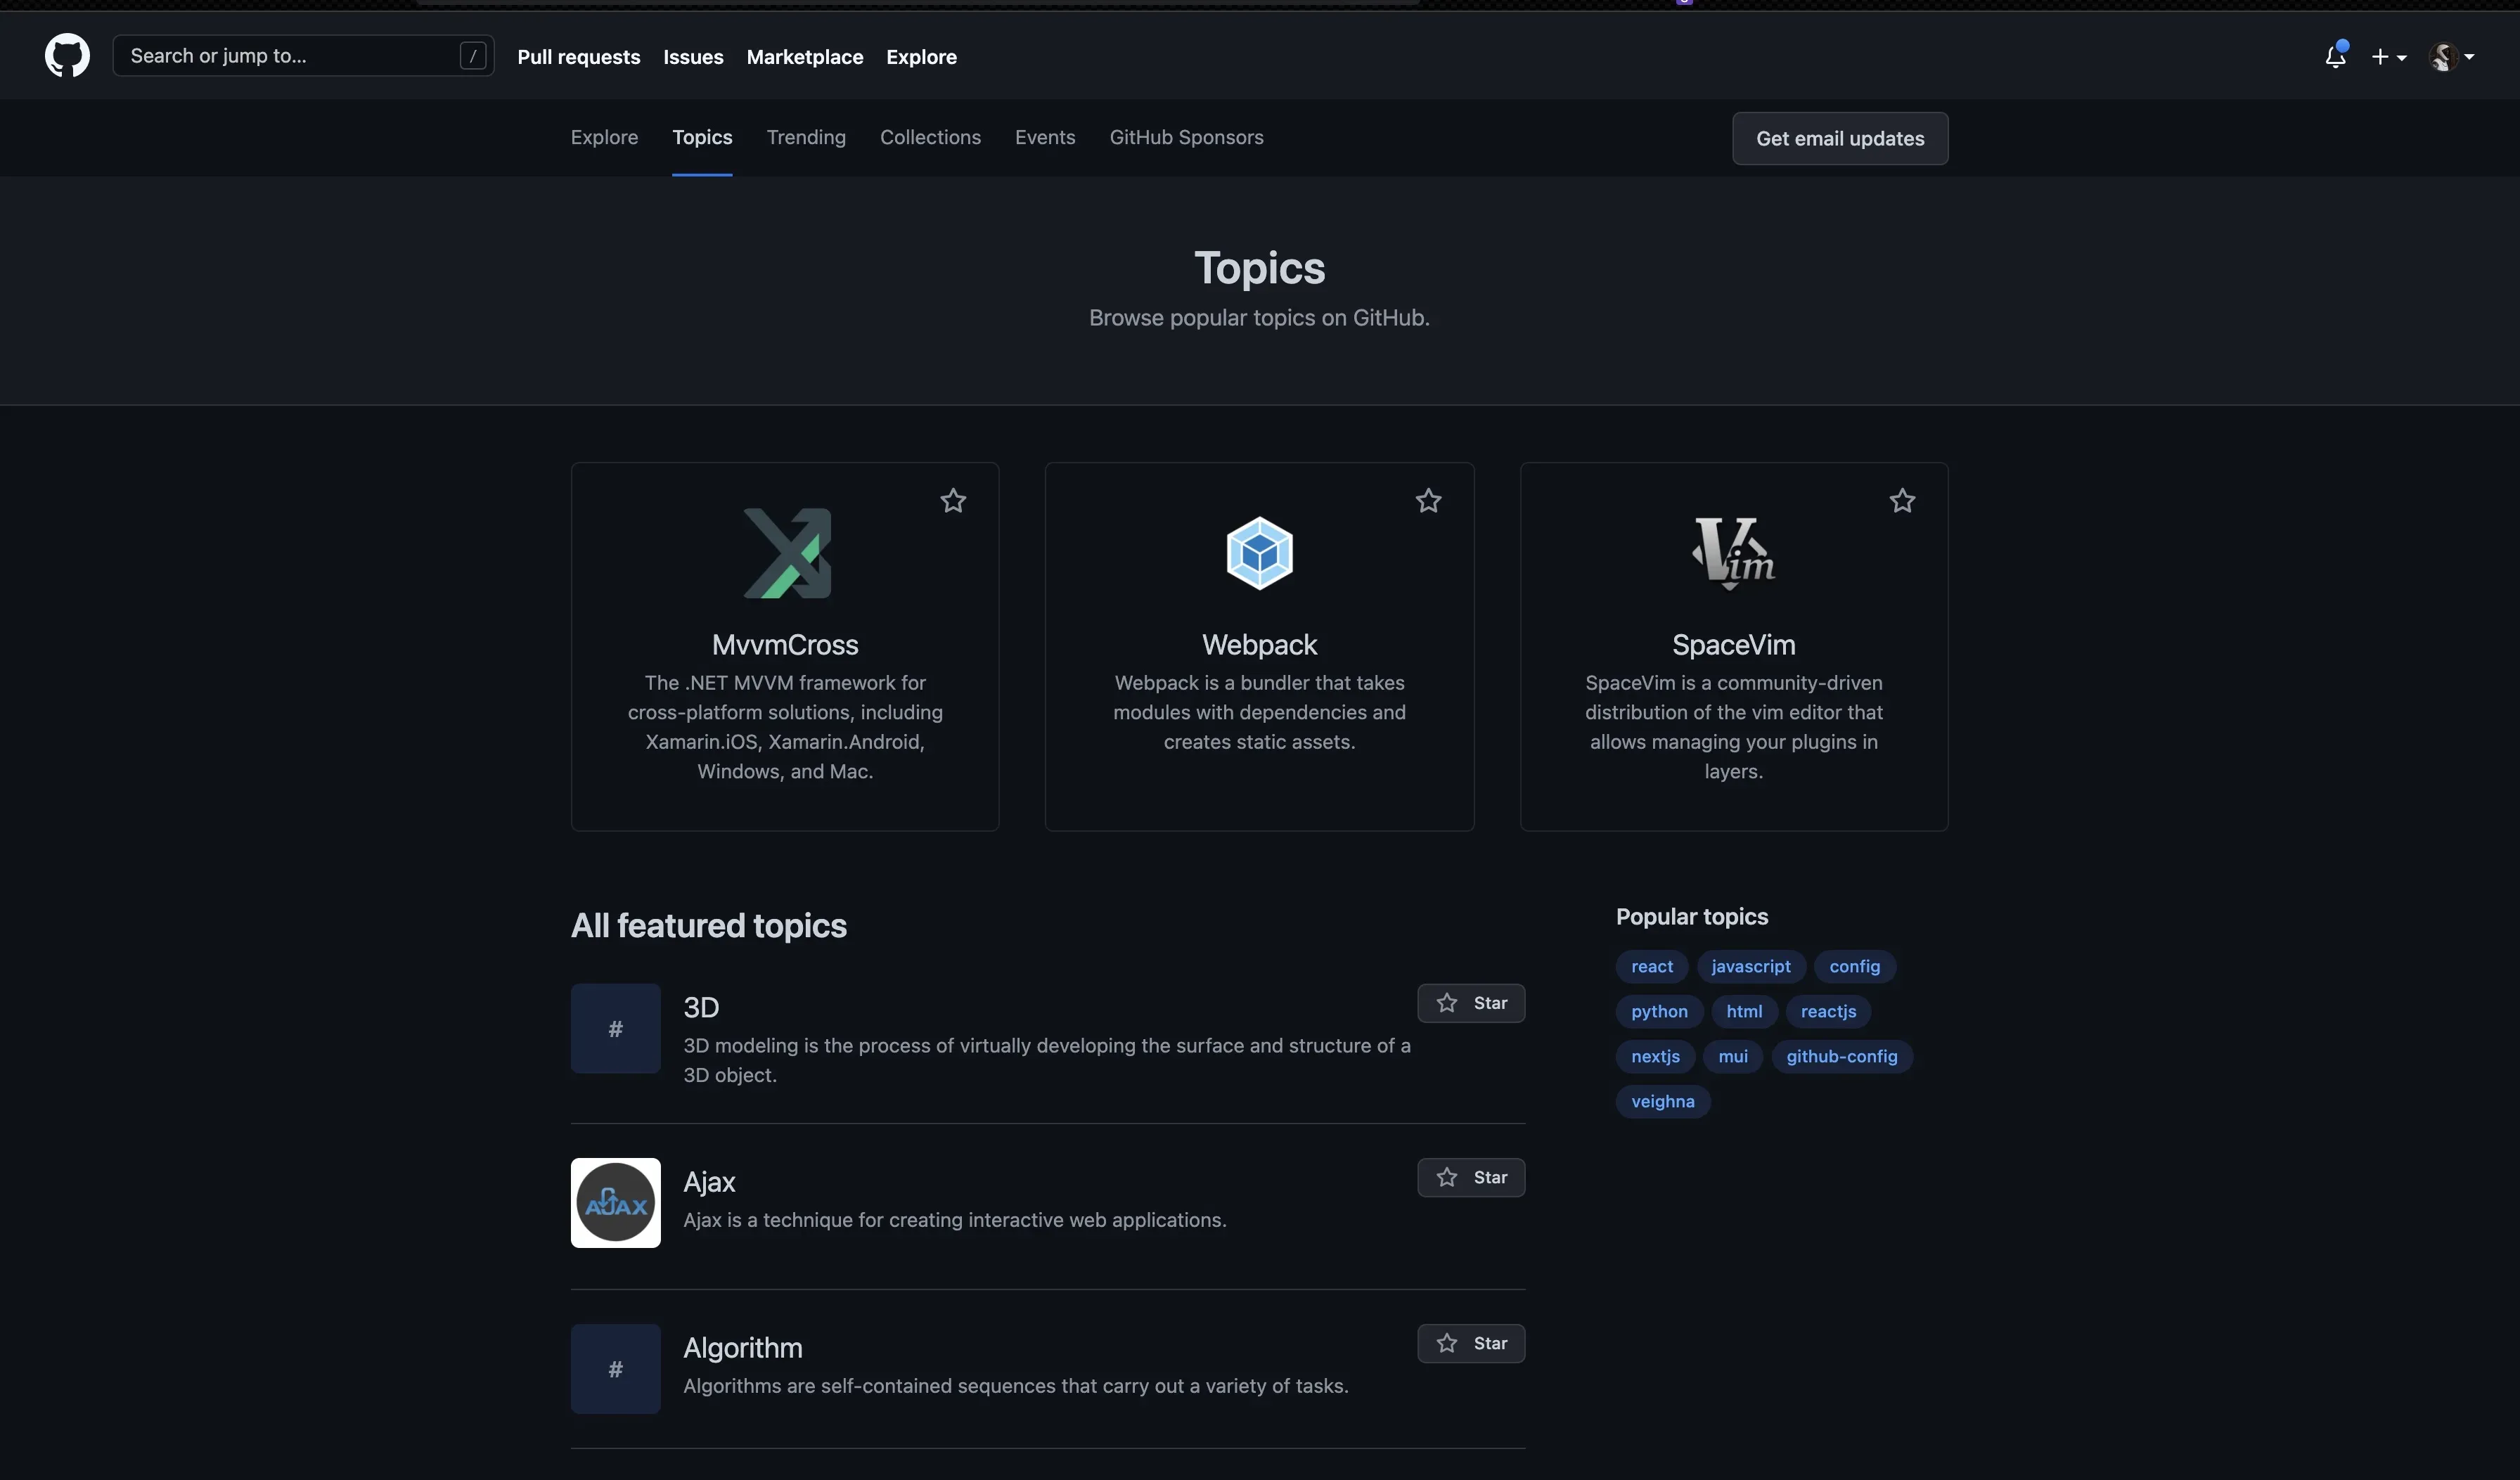 Search or jump to...
/
Pull requests
Issues
Marketplace
Explore
Explore
Topics
Trending
Collections
Events
GitHub Sponsors
Get email updates
Topics
Browse popular topics on GitHub.
MvvmCross
The .NET MVVM framework for
cross-platform solutions, including
Xamarin.iOS, Xamarin.Android,
Windows, and Mac.
Webpack
Webpack is a bundler that takes
modules with dependencies and
creates static assets.
Vim
SpaceVim
SpaceVim is a community-driven
distribution of the vim editor that
allows managing your plugins in
layers.
All featured topics
#
3D
3D modeling is the process of virtually developing the surface and structure of a
3D object.
Star
AJAX
Ajax
Ajax is a technique for creating interactive web applications.
Star
#
Algorithm
Algorithms are self-contained sequences that carry out a variety of tasks.
Star
Popular topics
react javascript config
python html reactjs
nextjs mui github-config
veighna